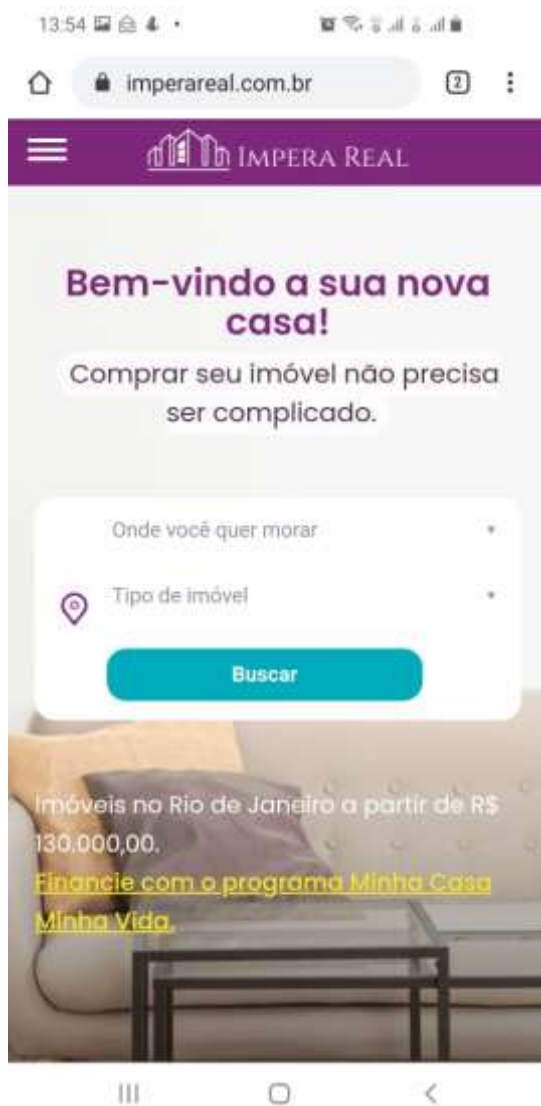 13:54
imperareal.com.br
2
IMPERA REAL
Bem-vindo a sua nova
casa!
Comprar seu imóvel não precisa
ser complicado.
Onde você quer morar
Tipo de imóvel
Buscar
Imóveis no Rio de Janeiro a partir de R$
130.000,00.
Financie com o programa Minha Casa
Minha Vida.